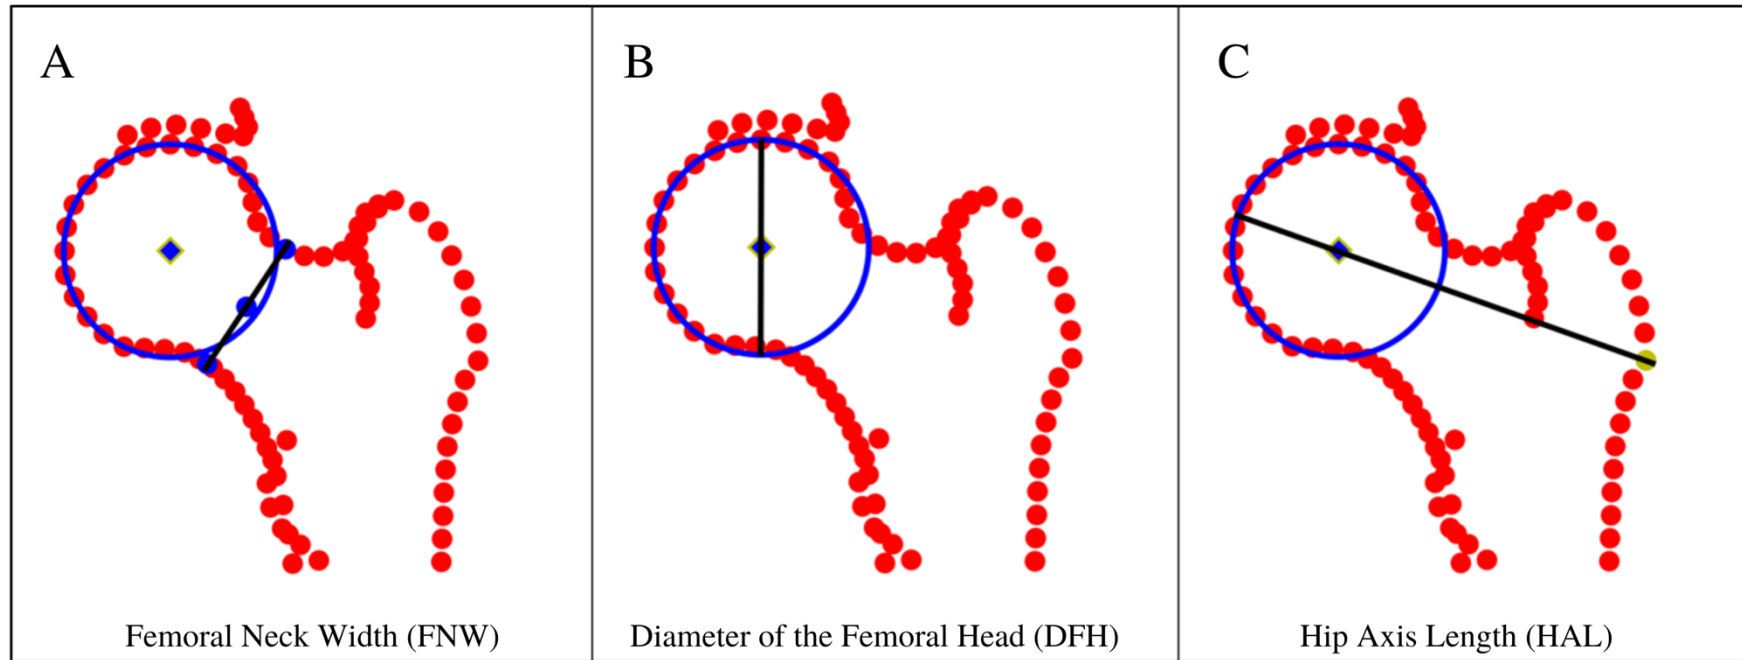 A
B
C
Femoral Neck Width (FNW)
Diameter of the Femoral Head (DFH)
Hip Axis Length (HAL)